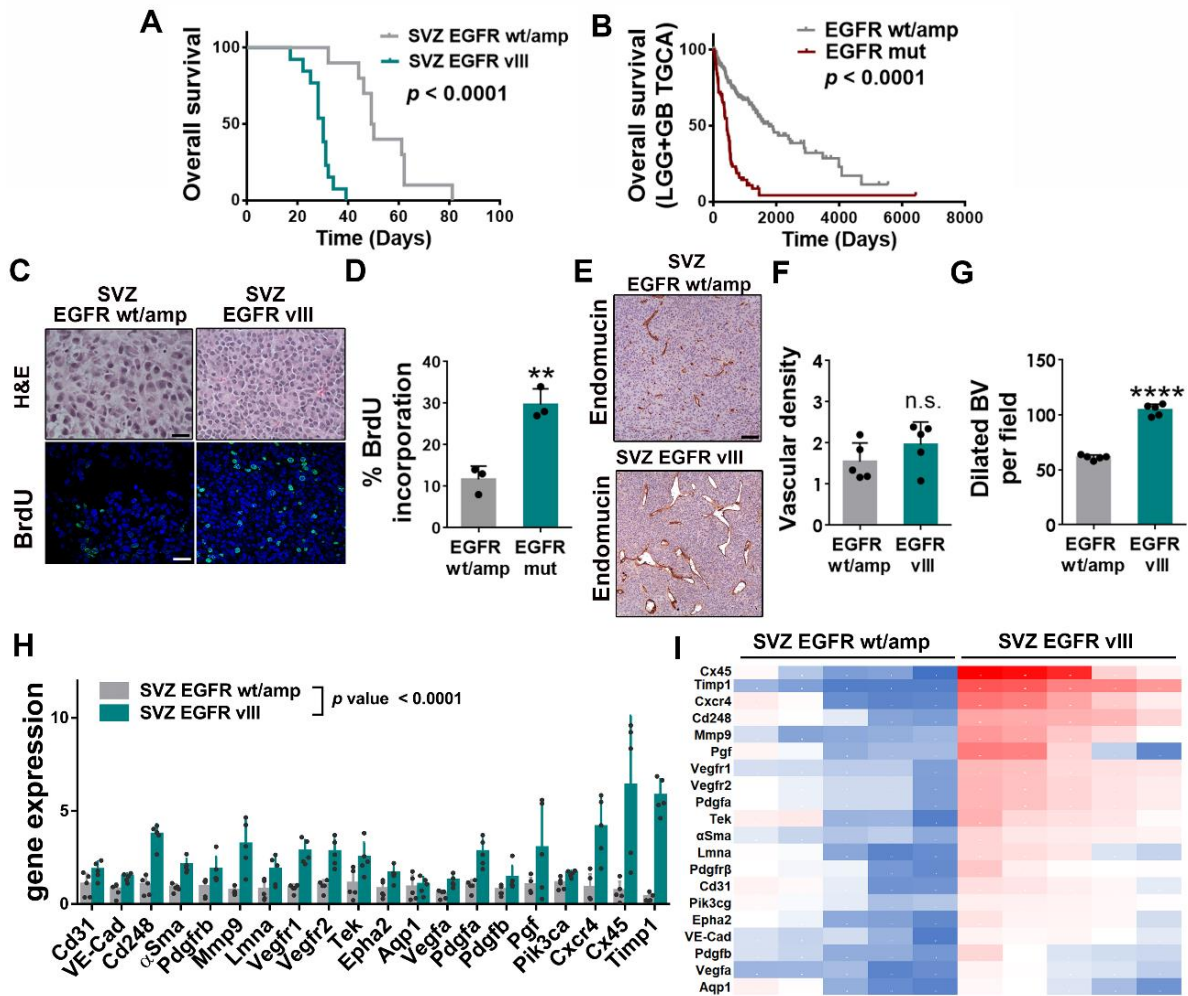 A
Overall survival
100
50
0
0 20 40 60 80 100
Time (Days)
SVZ EGFR wt/amp
SVZ EGFR vIII
p < 0.0001
B
Overall survival
(LGG+GB TGCA)
100
50
0
0 2000 4000 6000 8000
Time (Days)
EGFR wt/amp
EGFR mut
p < 0.0001
C
SVZ
EGFR wt/amp
SVZ
EGFR vIII
H&E
BrdU
D
% BrdU
incorporation
40
30
20
10
0
**
EGFR
wt/amp
EGFR
mut
E
SVZ
EGFR wt/amp
Endomucin
SVZ EGFR vIII
Endomucin
F
Vascular density
4
3
2
1
0
n.s.
EGFR
wt/amp
EGFR
vIII
G
Dilated BV
per field
150
100
50
0
****
EGFR
wt/amp
EGFR
vIII
H
gene expression
10
5
0
SVZ EGFR wt/amp
SVZ EGFR vIII
p value < 0.0001
Cd31
VE-Cad
Cd248
αSma
Pdgfrb
Mmp9
Lmna
Vegfr1
Vegfr2
Tek
Epha2
Aqp1
Vegfa
Pdgfa
Pdgfb
Pgf
Pik3ca
Cxcr4
Cx45
Timp1
I
SVZ EGFR wt/amp
SVZ EGFR vIII
Cx45
Timp1
Cxcr4
Cd248
Mmp9
Pgf
Vegfr1
Vegfr2
Pdgfa
Tek
αSma
Lmna
Pdgfrβ
Cd31
Pik3cg
Epha2
VE-Cad
Pdgfb
Vegfa
Aqp1